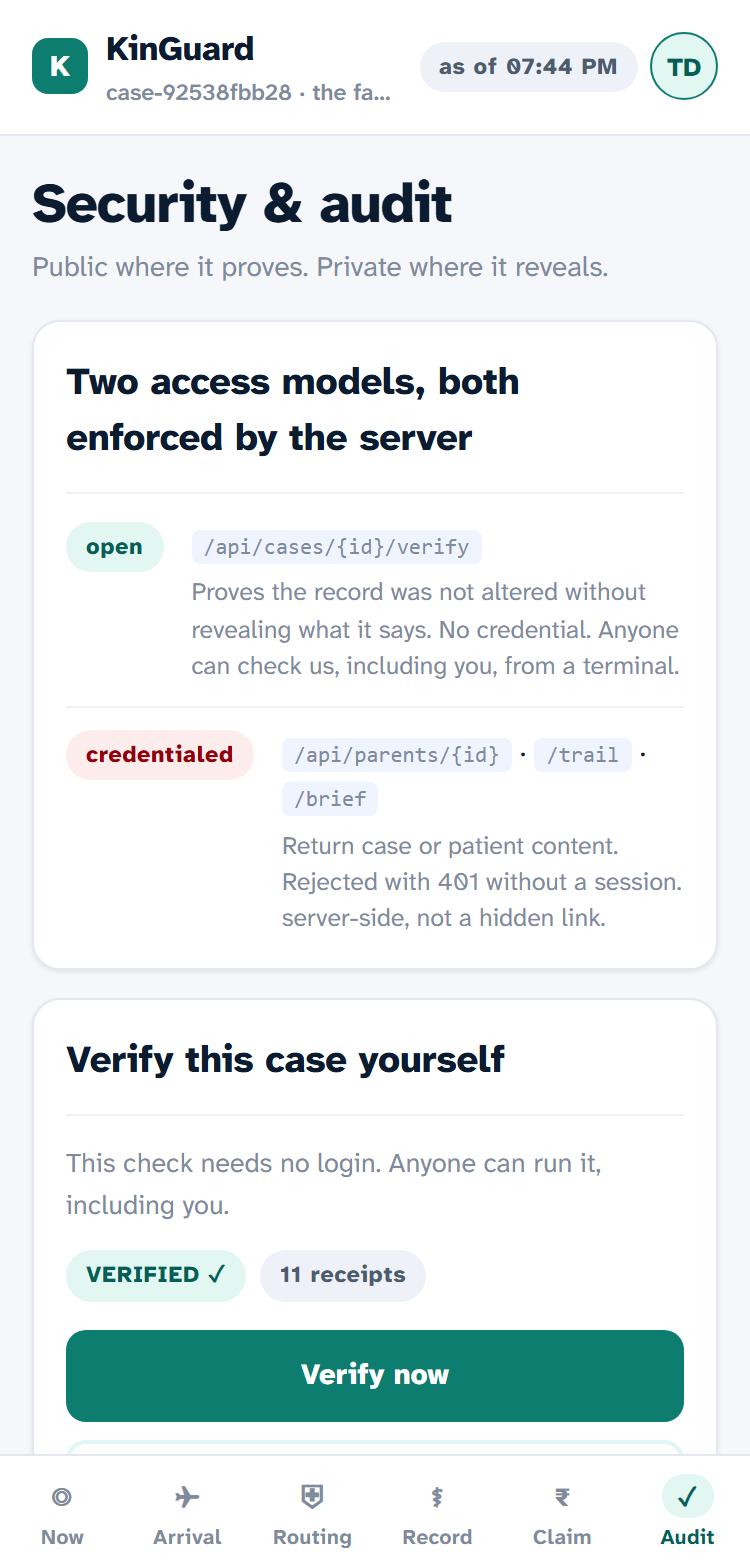 K
KinGuard
case-92538fbb28 · the fa...
as of 07:44 PM
TD
Security & audit
Public where it proves. Private where it reveals.
Two access models, both
enforced by the server
open
/api/cases/{id}/verify
Proves the record was not altered without
revealing what it says. No credential. Anyone
can check us, including you, from a terminal.
credentialed
/api/parents/{id} · /trail ·
/brief
Return case or patient content.
Rejected with 401 without a session.
server-side, not a hidden link.
Verify this case yourself
This check needs no login. Anyone can run it,
including you.
VERIFIED ✓
11 receipts
Verify now
Now
Arrival
Routing
Record
₹
Claim
✓
Audit